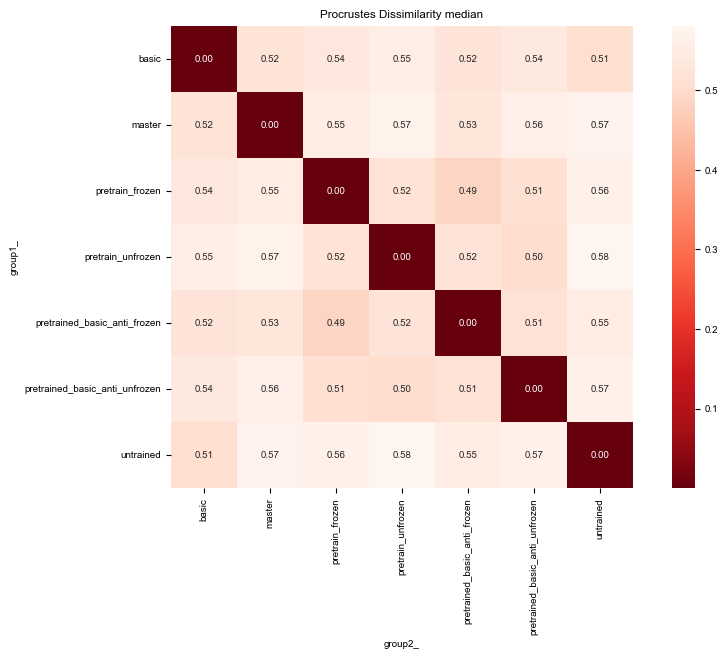 Procrustes Dissimilarity median
basic 0.00 0.52 0.54 0.55 0.52 0.54 0.51
master 0.52 0.00 0.55 0.57 0.53 0.56 0.57
pretrain_frozen 0.54 0.55 0.00 0.52 0.49 0.51 0.56
pretrain_unfrozen 0.55 0.57 0.52 0.00 0.52 0.50 0.58
pretrained_basic_anti_frozen 0.52 0.53 0.49 0.52 0.00 0.51 0.55
pretrained_basic_anti_unfrozen 0.54 0.56 0.51 0.50 0.51 0.00 0.57
untrained 0.51 0.57 0.56 0.58 0.55 0.57 0.00
group1_
basic
master
pretrain_frozen
pretrain_unfrozen
pretrained_basic_anti_frozen
pretrained_basic_anti_unfrozen
untrained
group2_
0.5
0.4
0.3
0.2
0.1